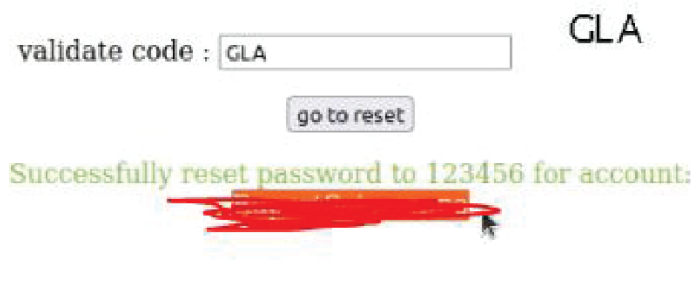 GLA
validate code : GLA
go to reset
Successfully reset password to 123456 for account: